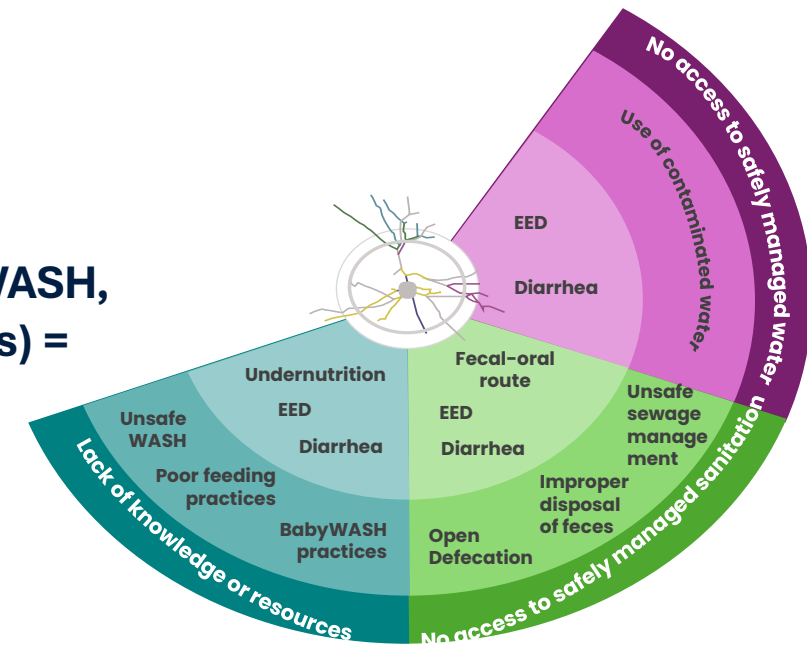 WASH,
s) =
No access to safely managed water
Use of contaminated water
EED
Diarrhea
Fecal-oral
route
EED
Diarrhea
Unsafe
sewage
manage
ment
Improper
disposal
of feces
Open
Defecation
No access to safely managed sanitation
Undernutrition
EED
Diarrhea
Unsafe
WASH
Poor feeding
practices
BabyWASH
practices
Lack of knowledge or resources